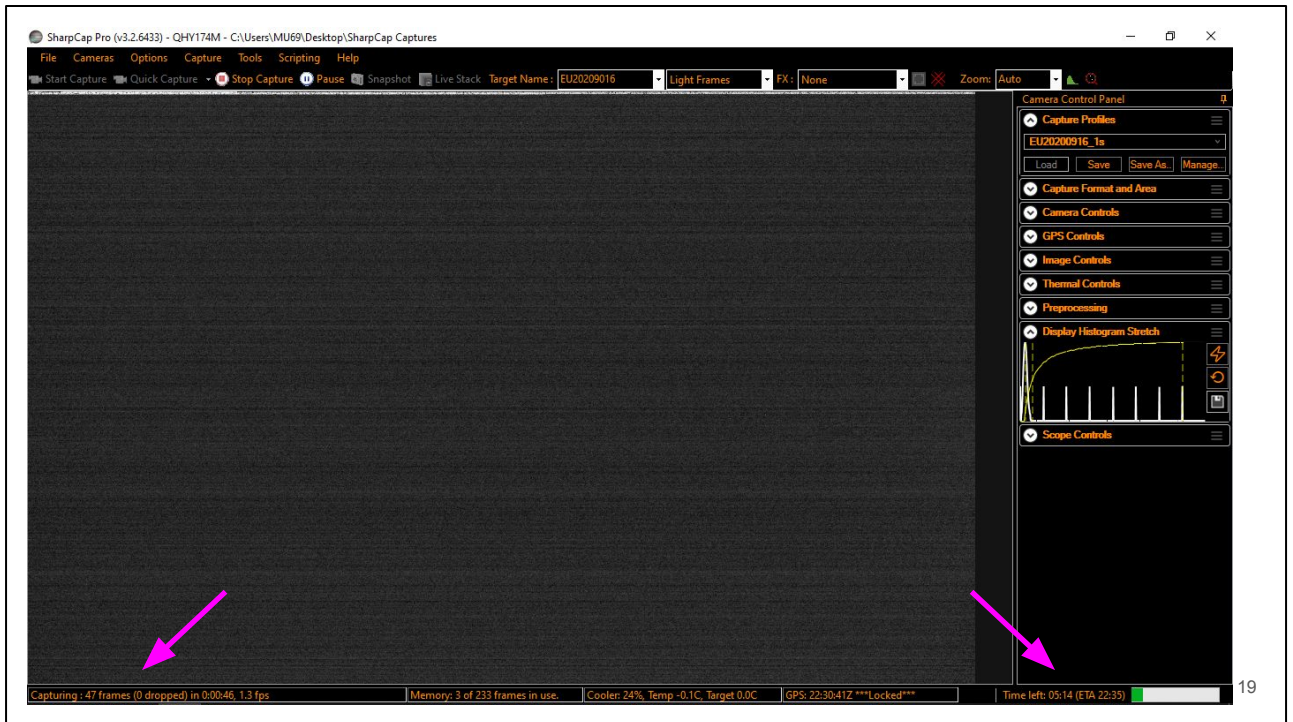 SharpCap Pro (v3.2.6433) - QHY174M - C:\Users\MU69\Desktop\SharpCap Captures
File Cameras Options Capture Tools Scripting Help
Start Capture Quick Capture Stop Capture Pause Snapshot Live Stack Target Name : EU20209016 Light Frames FX : None Zoom: Auto
Camera Control Panel
Capture Profiles
EU20200916_1s
Load Save Save As.. Manage..
Capture Format and Area
Camera Controls
GPS Controls
Image Controls
Thermal Controls
Preprocessing
Display Histogram Stretch
Scope Controls
Capturing : 47 frames (0 dropped) in 0:00:46, 1.3 fps Memory: 3 of 233 frames in use. Cooler: 24%, Temp -0.1C, Target 0.0C GPS: 22:30:41Z ***Locked*** Time left: 05:14 (ETA 22:35)
19